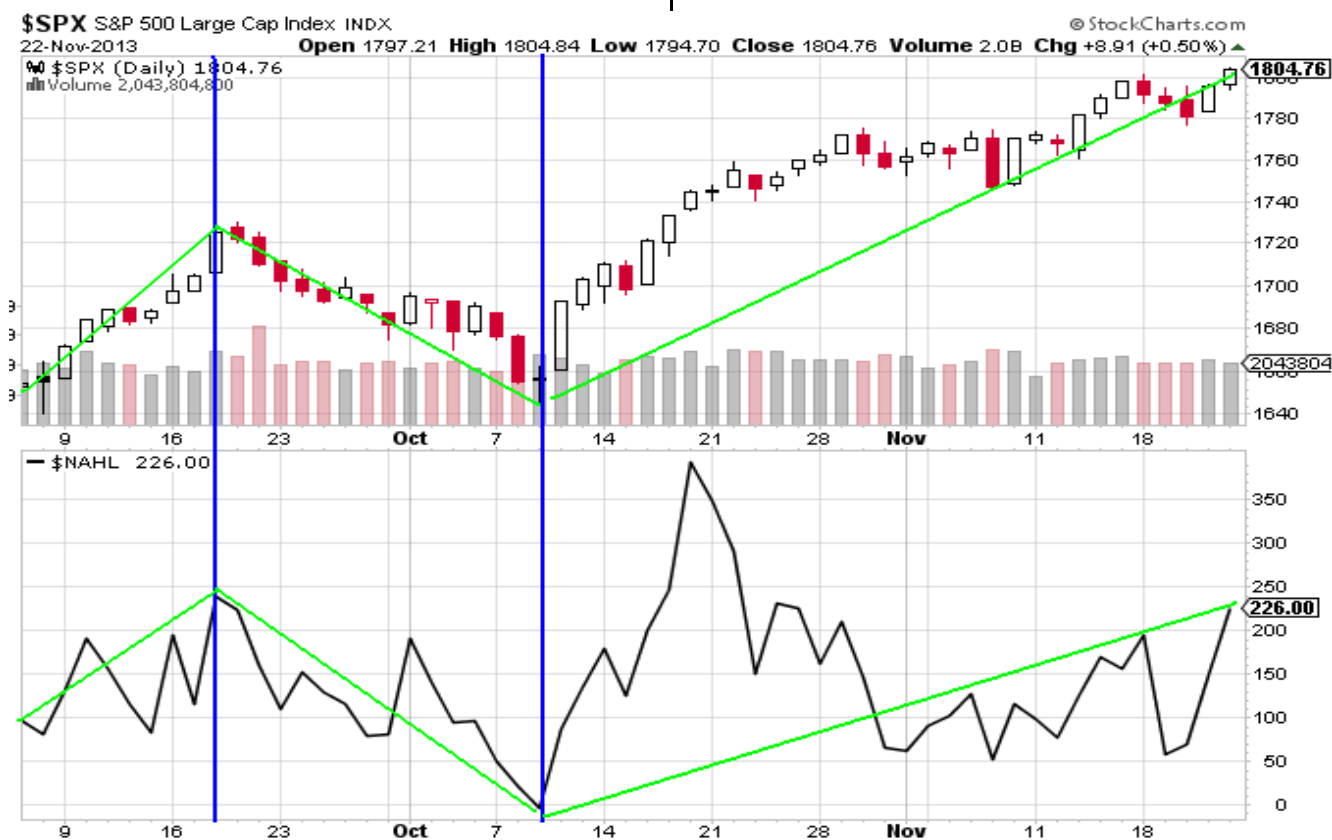 $SPX S&P 500 Large Cap Index INDX © StockCharts.com
22-Nov-2013 Open 1797.21 High 1804.84 Low 1794.70 Close 1804.76 Volume 2.0B Chg +8.91 (+0.50%)
$SPX (Daily) 1804.76
Volume 2,043,804,800
1804.76
1780
1760
1740
1720
1700
1680
2043804
1640
9 16 23 Oct 7 14 21 28 Nov 11 18
$NAHL 226.00
350
300
250
226.00
200
150
100
50
0
9 16 23 Oct 7 14 21 28 Nov 11 18